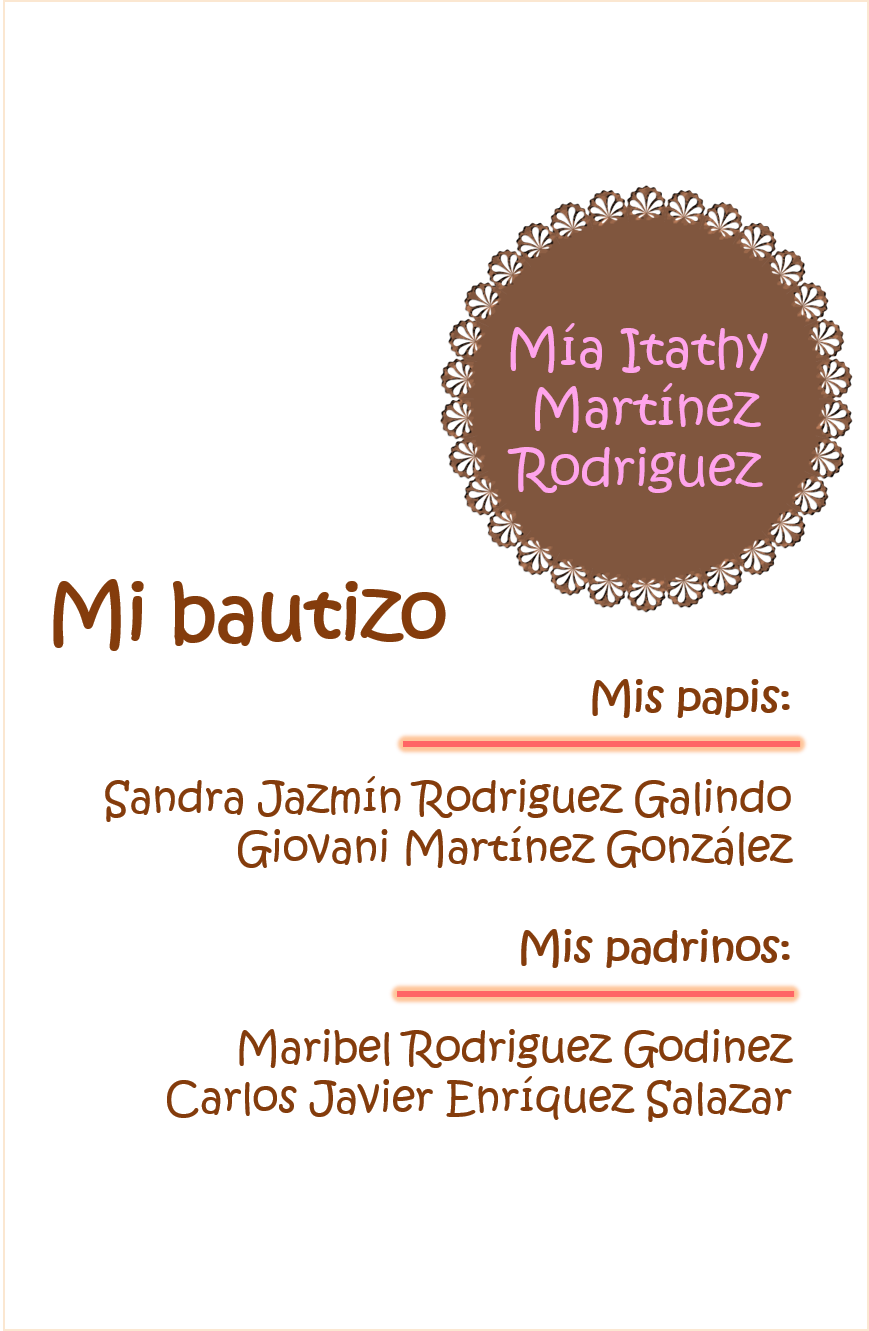 Mía Itathy
Martínez
Rodriguez
Mi bautizo
Mis papis:
Sandra Jazmín Rodriguez Galindo
Giovani Martínez González
Mis padrinos:
Maribel Rodriguez Godinez
Carlos Javier Enríquez Salazar